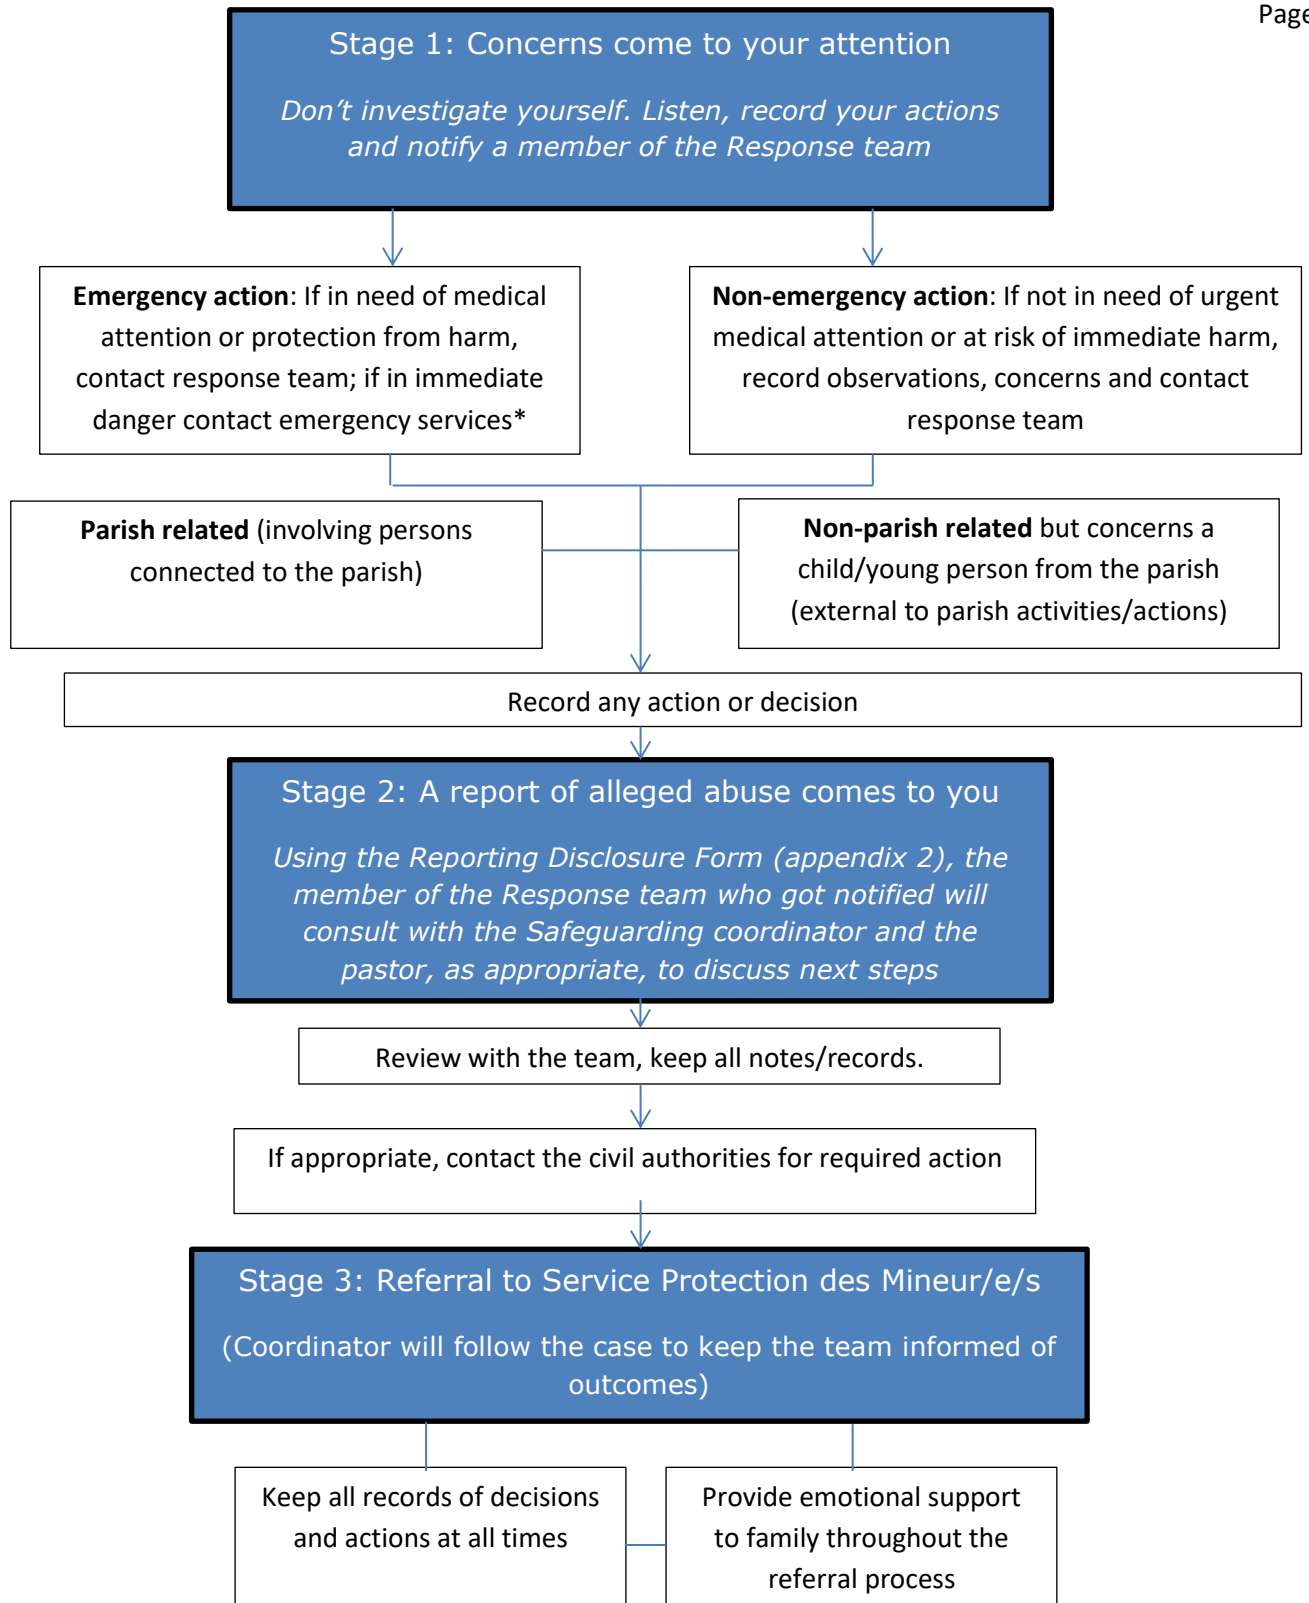 Page
Stage 1: Concerns come to your attention
Don’t investigate yourself. Listen, record your actions
and notify a member of the Response team
Emergency action: If in need of medical
attention or protection from harm,
contact response team; if in immediate
danger contact emergency services*
Non-emergency action: If not in need of urgent
medical attention or at risk of immediate harm,
record observations, concerns and contact
response team
Parish related (involving persons
connected to the parish)
Non-parish related but concerns a
child/young person from the parish
(external to parish activities/actions)
Record any action or decision
Stage 2: A report of alleged abuse comes to you
Using the Reporting Disclosure Form (appendix 2), the
member of the Response team who got notified will
consult with the Safeguarding coordinator and the
pastor, as appropriate, to discuss next steps
Review with the team, keep all notes/records.
If appropriate, contact the civil authorities for required action
Stage 3: Referral to Service Protection des Mineur/e/s
(Coordinator will follow the case to keep the team informed of
outcomes)
Keep all records of decisions
and actions at all times
Provide emotional support
to family throughout the
referral process